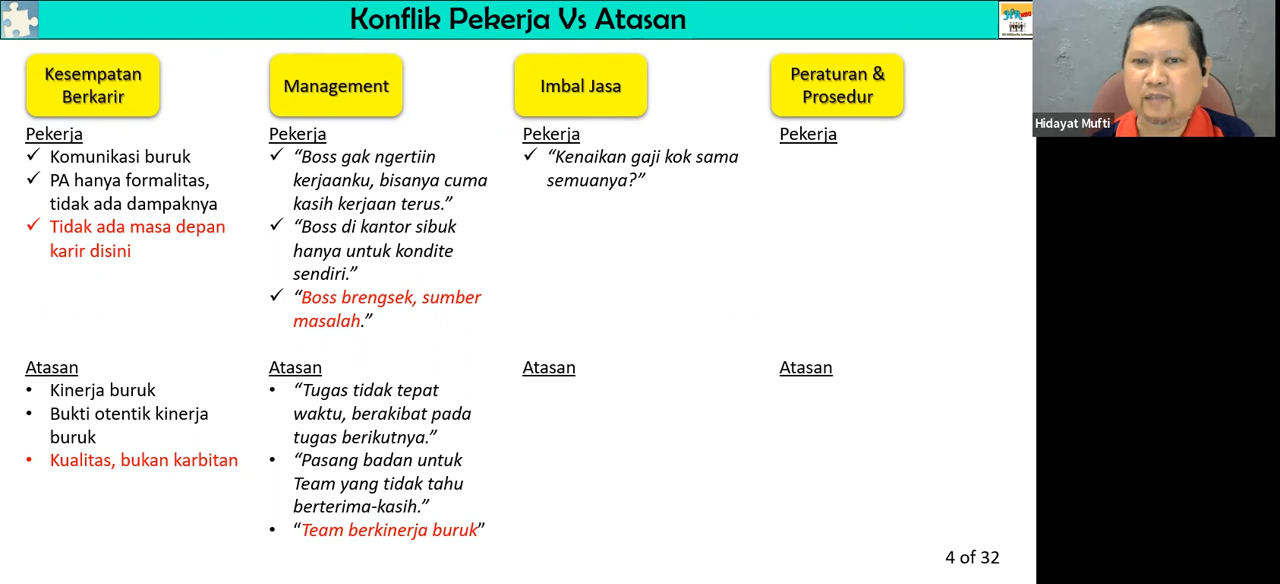 Konflik Pekerja Vs Atasan
Kesempatan
Berkarir
Pekerja
✓ Komunikasi buruk
✓ PA hanya formalitas,
tidak ada dampaknya
✓ Tidak ada masa depan
karir disini
Atasan
• Kinerja buruk
• Bukti otentik kinerja
buruk
• Kualitas, bukan karbitan
Management
Pekerja
✓ “Boss gak ngertiin
kerjaanku, bisanya cuma
kasih kerjaan terus.”
✓ “Boss di kantor sibuk
hanya untuk kondite
sendiri.”
✓ “Boss brengsek, sumber
masalah.”
Atasan
• “Tugas tidak tepat
waktu, berakibat pada
tugas berikutnya.”
• “Pasang badan untuk
Team yang tidak tahu
berterima-kasih.”
• “Team berkinerja buruk”
Imbal Jasa
Pekerja
✓ “Kenaikan gaji kok sama
semuanya?”
Atasan
Peraturan &
Prosedur
Pekerja
Atasan
4 of 32
Hidayat Mufti